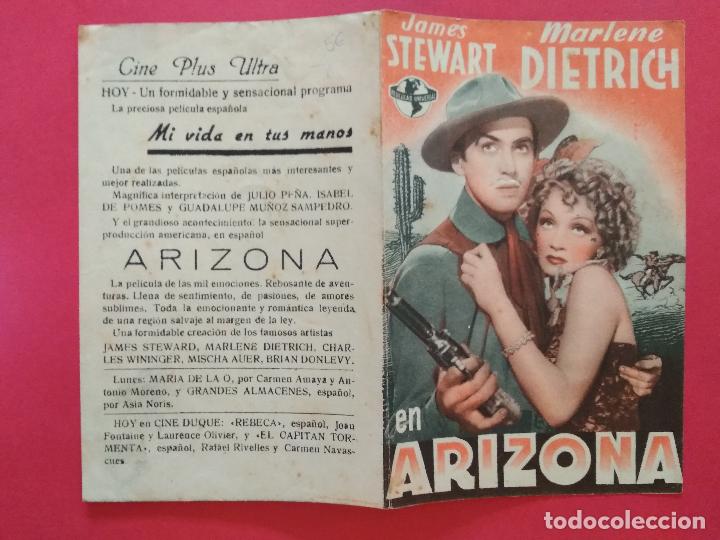 5€
Cine Plus Ultra
HOY - Un formidable y sensacional programa
La preciosa película española
Mi vida en tus manos
Una de las películas españolas más interesantes y
mejor realizadas.
Magnífica interpretación de JULIO PEÑA, ISABEL
DE POMES y GUADALUPE MUÑOZ SAMPEDRO.
Y el grandioso acontecimiento, la sensacional super-
producción americana, en español
ARIZONA
La película de las mil emociones. Rebosante de aven-
turas. Llena de sentimiento, de pasiones, de amores
sublimes. Toda la emocionante y romántica leyenda
de una región salvaje al margen de la ley.
Una formidable creación de los famosos artistas
JAMES STEWARD, MARLENE DIETRICH, CHAR-
LES WININGER, MISCHA AUER, BRIAN DONLEVY.
Lunes: MARIA DE LA O, por Carmen Amaya y An-
tonio Moreno, y GRANDES ALMACENES, español,
por Asia Noris.
HOY en CINE DUQUE: «REBECA», español, Joan
Fontaine y Laurence Olivier, y «EL CAPITAN TOR-
MENTA», español, Rafael Rivelles y Carmen Navas-
cues.
James
STEWART
Marlene
DIETRICH
PELICULAS UNIVERSAL
en
ARIZONA
todocoleccion